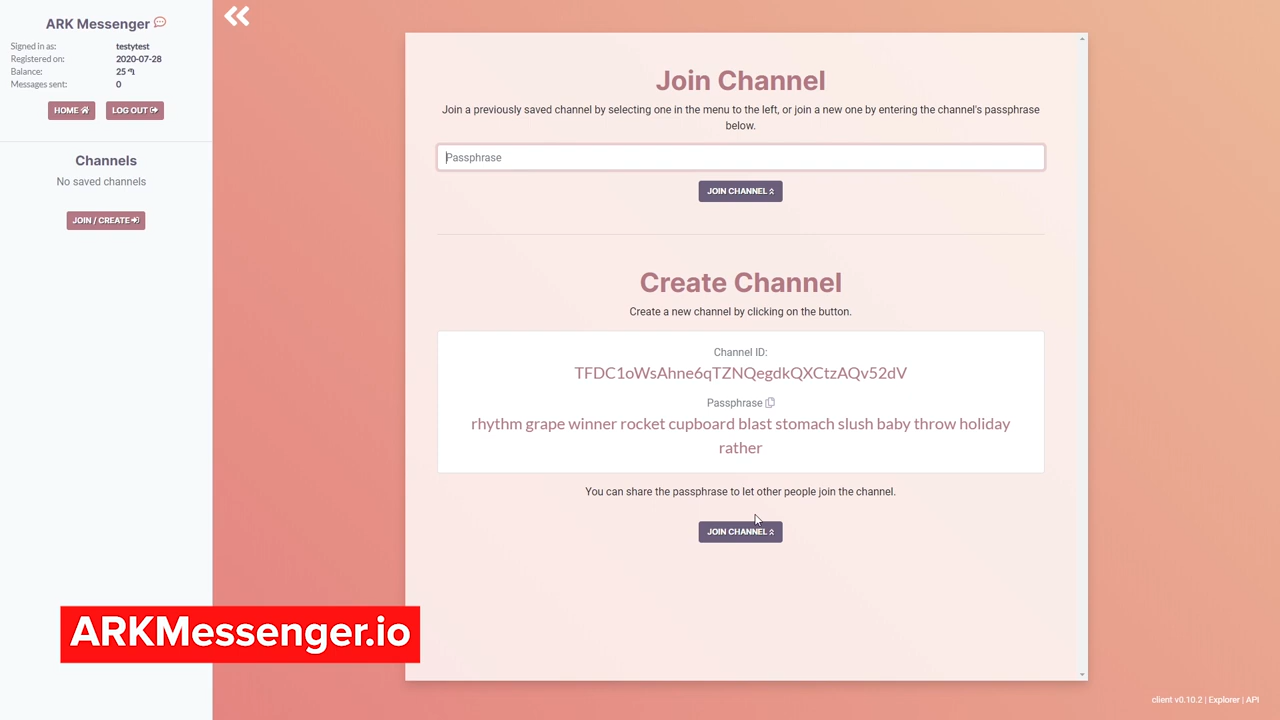 ARK Messenger
Signed in as: testytest
Registered on: 2020-07-28
Balance: 25
Messages sent: 0
HOME
LOG OUT
Channels
No saved channels
JOIN / CREATE
Join Channel
Join a previously saved channel by selecting one in the menu to the left, or join a new one by entering the channel's passphrase
below.
Passphrase
JOIN CHANNEL
Create Channel
Create a new channel by clicking on the button.
Channel ID:
TFDC1oWsAhne6qTZNQegdkQXCtzAQv52dV
Passphrase
rhythm grape winner rocket cupboard blast stomach slush baby throw holiday
rather
You can share the passphrase to let other people join the channel.
JOIN CHANNEL
ARKMessenger.io
client v0.10.2 | Explorer | API